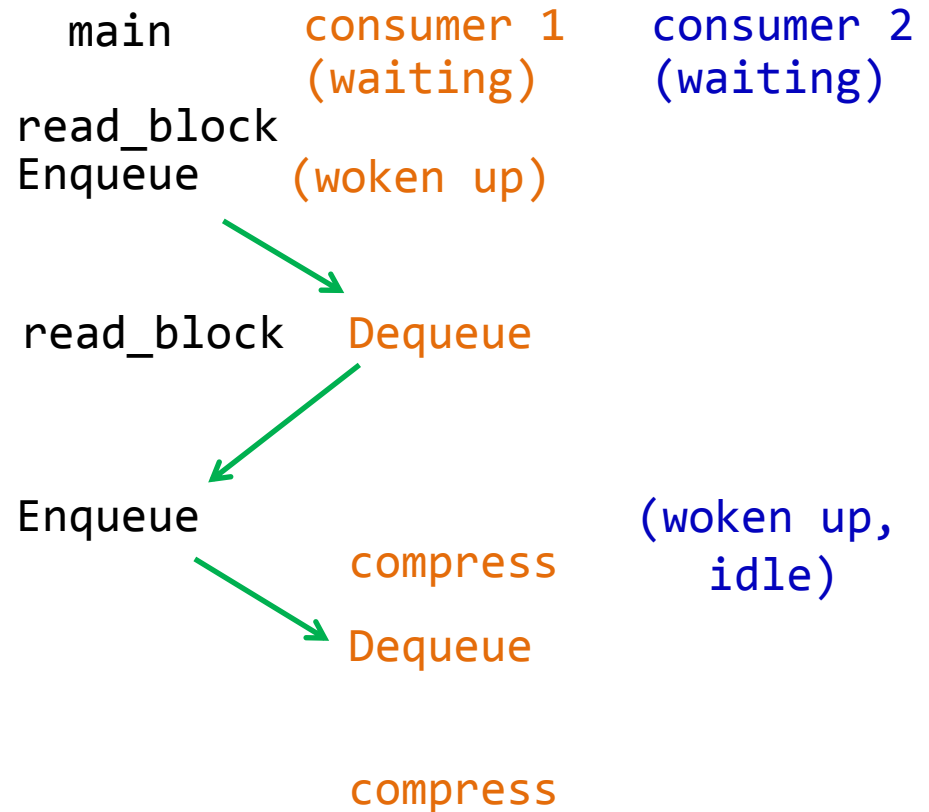 main
consumer 1
(waiting)
consumer 2
(waiting)
read_block
Enqueue
(woken up)
read_block
Dequeue
Enqueue
(woken up,
idle)
compress
Dequeue
compress